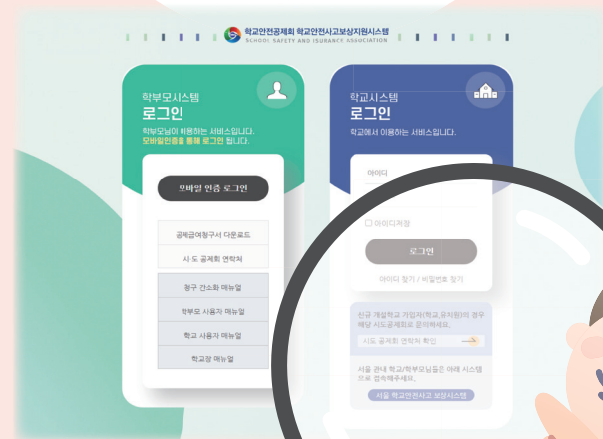 학교안전공제회 학교안전사고보상지원시스템
SCHOOL SAFETY AND ISURANCE ASSOCIATION
학부모시스템
로그인
학부모님이 이용하는 서비스입니다.
모바일인증을 통해 로그인 됩니다.
모바일 인증 로그인
공제급여청구서 다운로드
시·도 공제회 연락처
청구 간소화 매뉴얼
학부모 사용자 매뉴얼
학교 사용자 매뉴얼
학교장 매뉴얼
학교시스템
로그인
학교에서 이용하는 서비스입니다.
아이디
아이디저장
로그인
아이디 찾기 / 비밀번호 찾기
신규 개설학교 가입자(학교,유치원)의 경우
해당 시도공제회로 문의하세요.
시도 공제회 연락처 확인
서울 관내 학교/학부모님들은 아래 시스템
으로 접속해주세요.
서울 학교안전사고 보상시스템